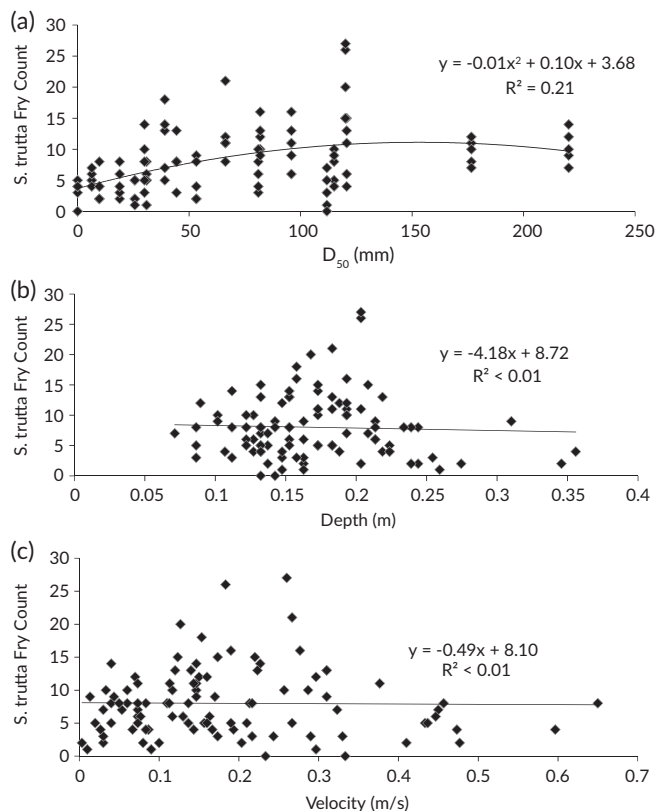 (a)
30
25
20
15
10
5
0
S. trutta Fry Count
y = -0.01x² + 0.10x + 3.68
R² = 0.21
0 50 100 150 200 250
D₅₀ (mm)
(b)
30
25
20
15
10
5
0
S. trutta Fry Count
y = -4.18x + 8.72
R² < 0.01
0 0.05 0.1 0.15 0.2 0.25 0.3 0.35 0.4
Depth (m)
(c)
30
25
20
15
10
5
0
S. trutta Fry Count
y = -0.49x + 8.10
R² < 0.01
0 0.1 0.2 0.3 0.4 0.5 0.6 0.7
Velocity (m/s)